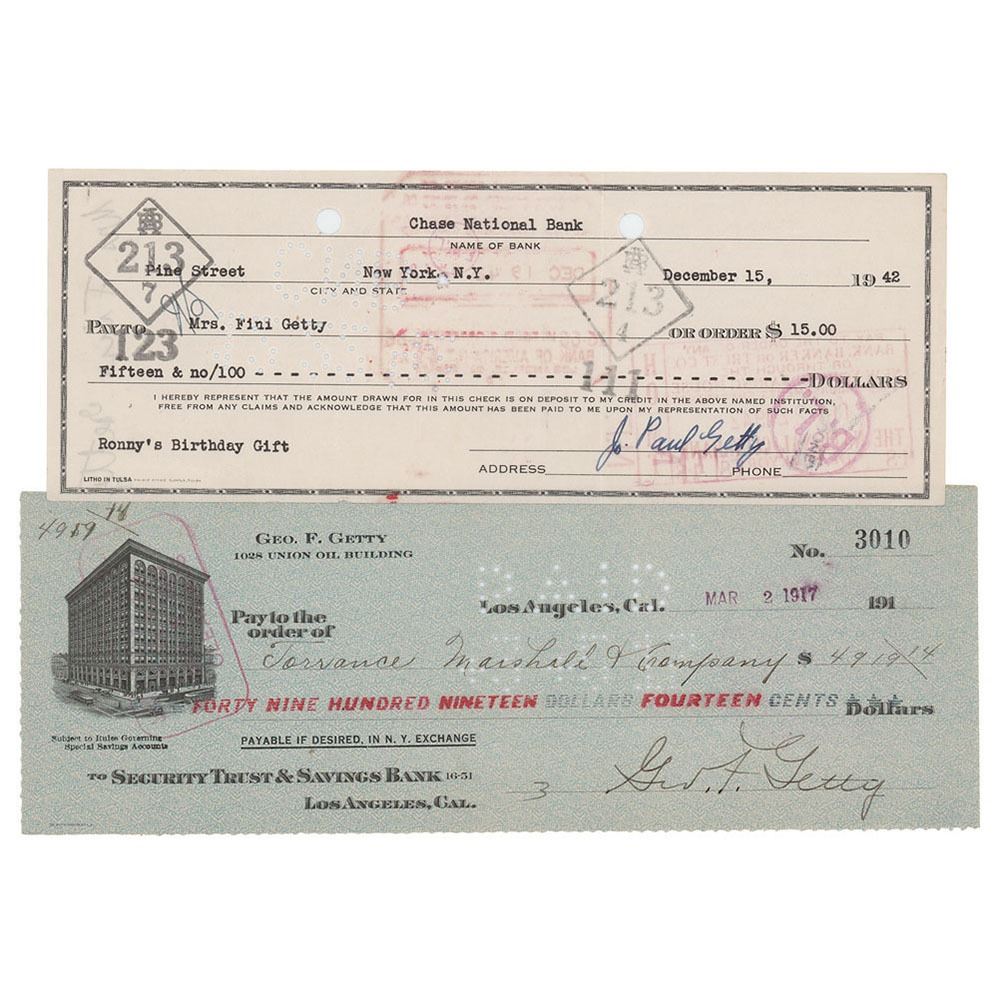 Chase National Bank
NAME OF BANK
213
7
Pine Street New York, N.Y. December 15, 1942
CITY AND STATE
213
4
PAY TO Mrs. Fini Getty OR ORDER $ 15.00
123
Fifteen & no/100 - - - - - - - - - - - - - - - - - - - - - - - - - - - - - - DOLLARS
111
I HEREBY REPRESENT THAT THE AMOUNT DRAWN FOR IN THIS CHECK IS ON DEPOSIT TO MY CREDIT IN THE ABOVE NAMED INSTITUTION,
FREE FROM ANY CLAIMS AND ACKNOWLEDGE THAT THIS AMOUNT HAS BEEN PAID TO ME UPON MY REPRESENTATION OF SUCH FACTS
Ronny's Birthday Gift J. Paul Getty
ADDRESS PHONE
LITHO IN TULSA
4919 14
GEO. F. GETTY
1028 UNION OIL BUILDING
No. 3010
PAID
Los Angeles, Cal. MAR 2 1917 191
Pay to the
order of
Torrance Marshall & Company $ 4919 14
FORTY NINE HUNDRED NINETEEN DOLLARS FOURTEEN CENTS Dollars
Subject to Rules Governing
Special Savings Accounts
PAYABLE IF DESIRED, IN N. Y. EXCHANGE
TO SECURITY TRUST & SAVINGS BANK 16-51
LOS ANGELES, CAL.
3 Geo. F. Getty